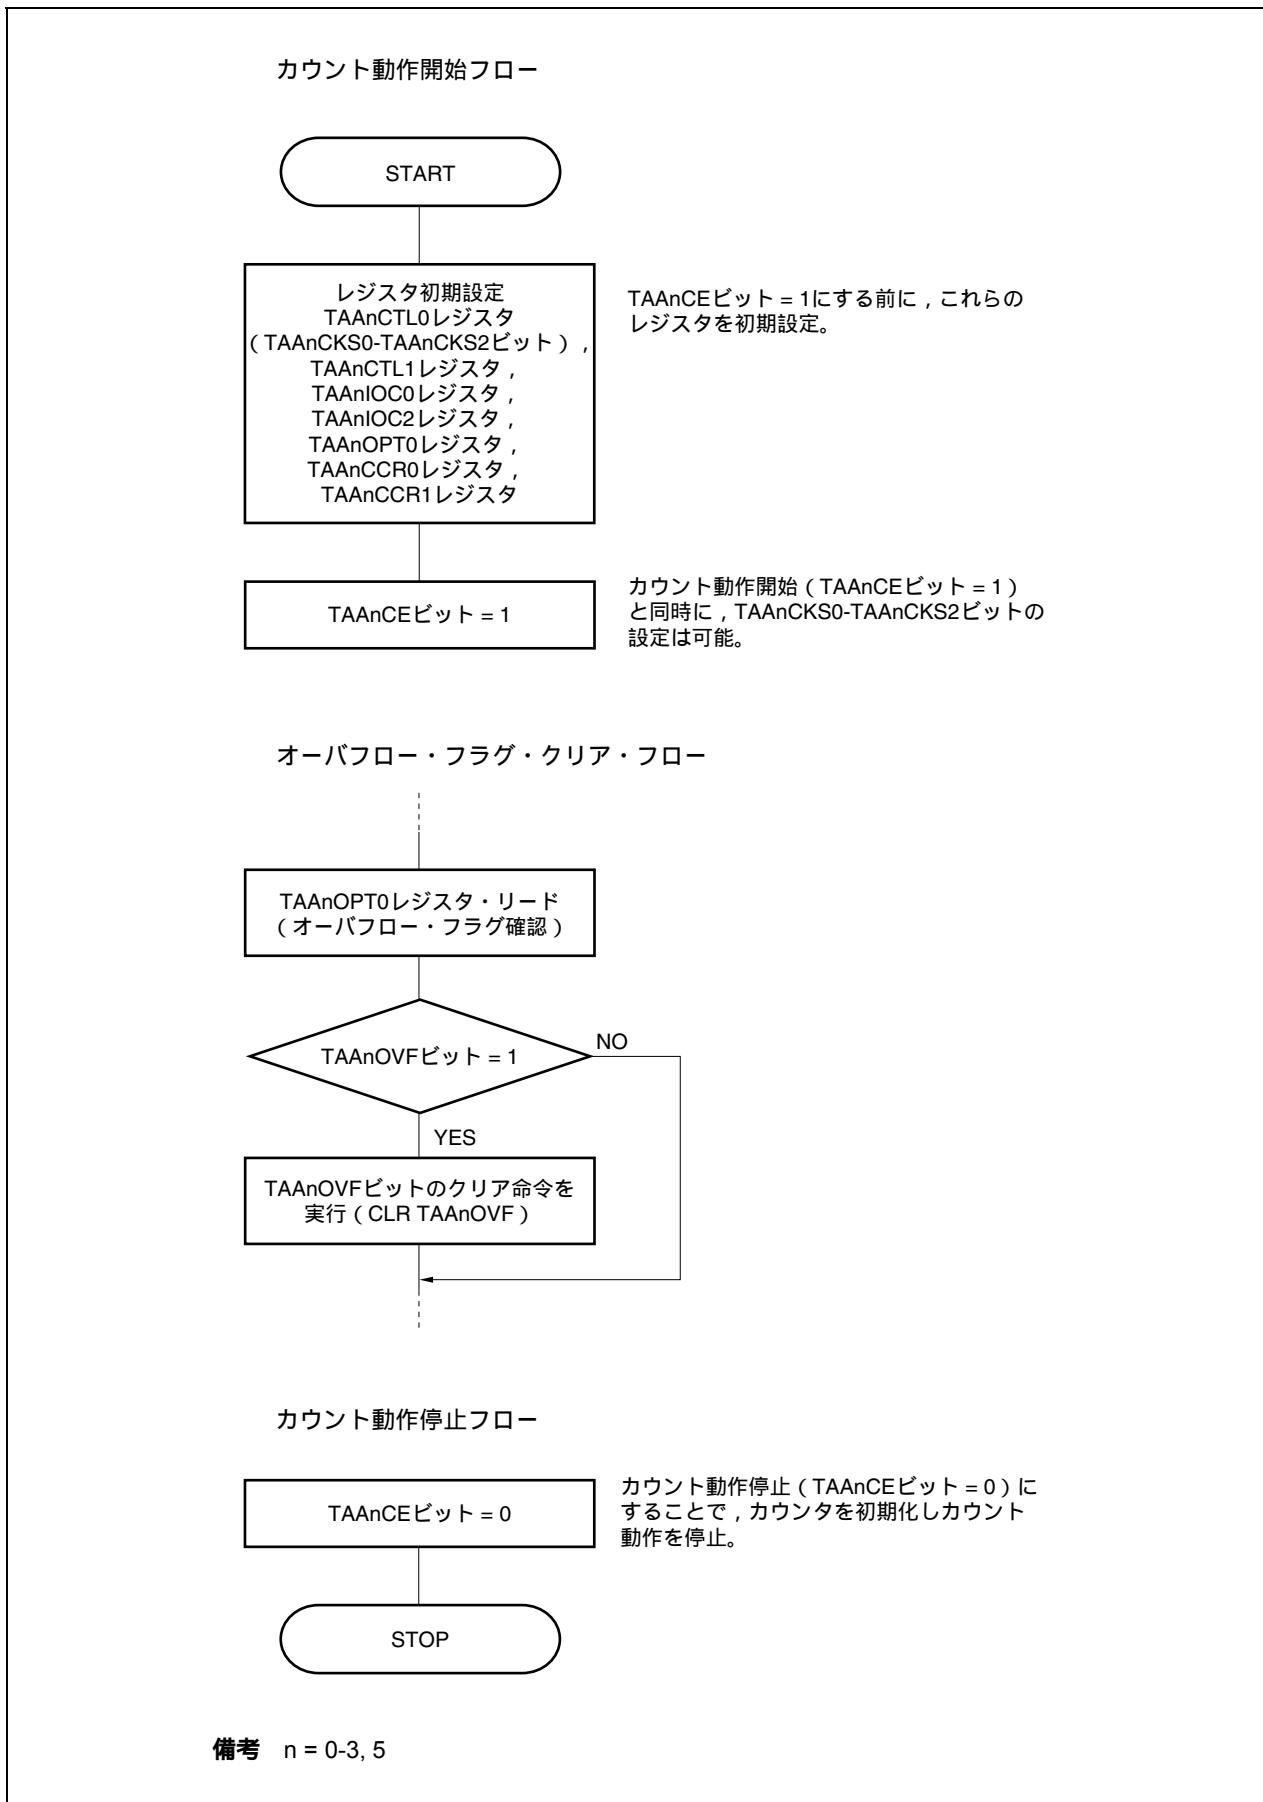 カウント動作開始フロー
START
レジスタ初期設定
TAAnCTL0レジスタ
（TAAnCKS0-TAAnCKS2ビット），
TAAnCTL1レジスタ，
TAAnIOC0レジスタ，
TAAnIOC2レジスタ，
TAAnOPT0レジスタ，
TAAnCCR0レジスタ，
TAAnCCR1レジスタ
TAAnCEビット = 1にする前に，これらの
レジスタを初期設定。
TAAnCEビット = 1
カウント動作開始（TAAnCEビット = 1）
と同時に，TAAnCKS0-TAAnCKS2ビットの
設定は可能。
オーバフロー・フラグ・クリア・フロー
TAAnOPT0レジスタ・リード
（オーバフロー・フラグ確認）
TAAnOVFビット = 1
NO
YES
TAAnOVFビットのクリア命令を
実行（CLR TAAnOVF）
カウント動作停止フロー
TAAnCEビット = 0
カウント動作停止（TAAnCEビット = 0）に
することで，カウンタを初期化しカウント
動作を停止。
STOP
備考 n = 0-3, 5